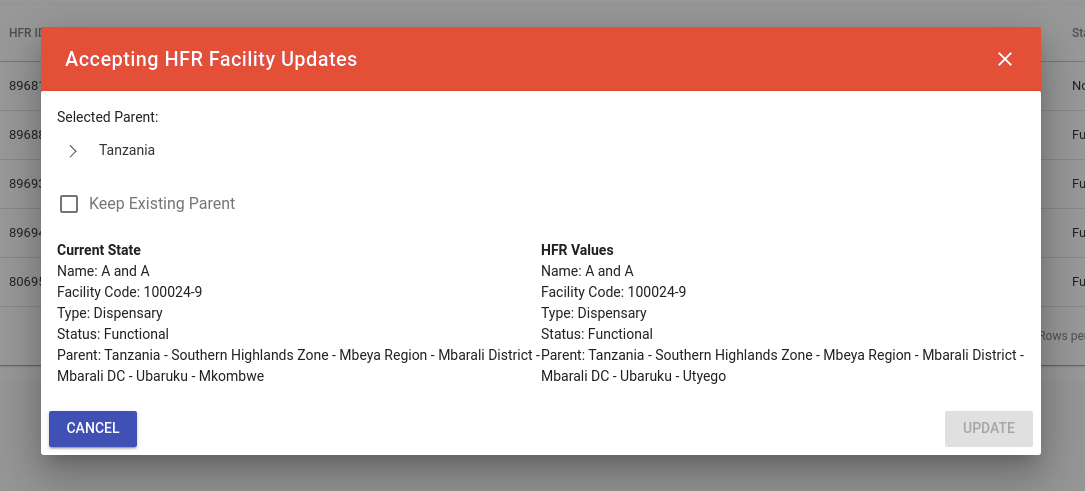 HFR ID
Sta
Accepting HFR Facility Updates
8968
No
Selected Parent:
8968
Fu
Tanzania
8969
Fu
Keep Existing Parent
8969
Fu
Current State
HFR Values
Name: A and A
Name: A and A
8069
Fu
Facility Code: 100024-9
Facility Code: 100024-9
Type: Dispensary
Type: Dispensary
Status: Functional
Status: Functional
Rows per
Parent: Tanzania - Southern Highlands Zone - Mbeya Region - Mbarali District -
Mbarali DC - Ubaruku - Mkombwe
Parent: Tanzania - Southern Highlands Zone - Mbeya Region - Mbarali District -
Mbarali DC - Ubaruku - Utyego
CANCEL
UPDATE